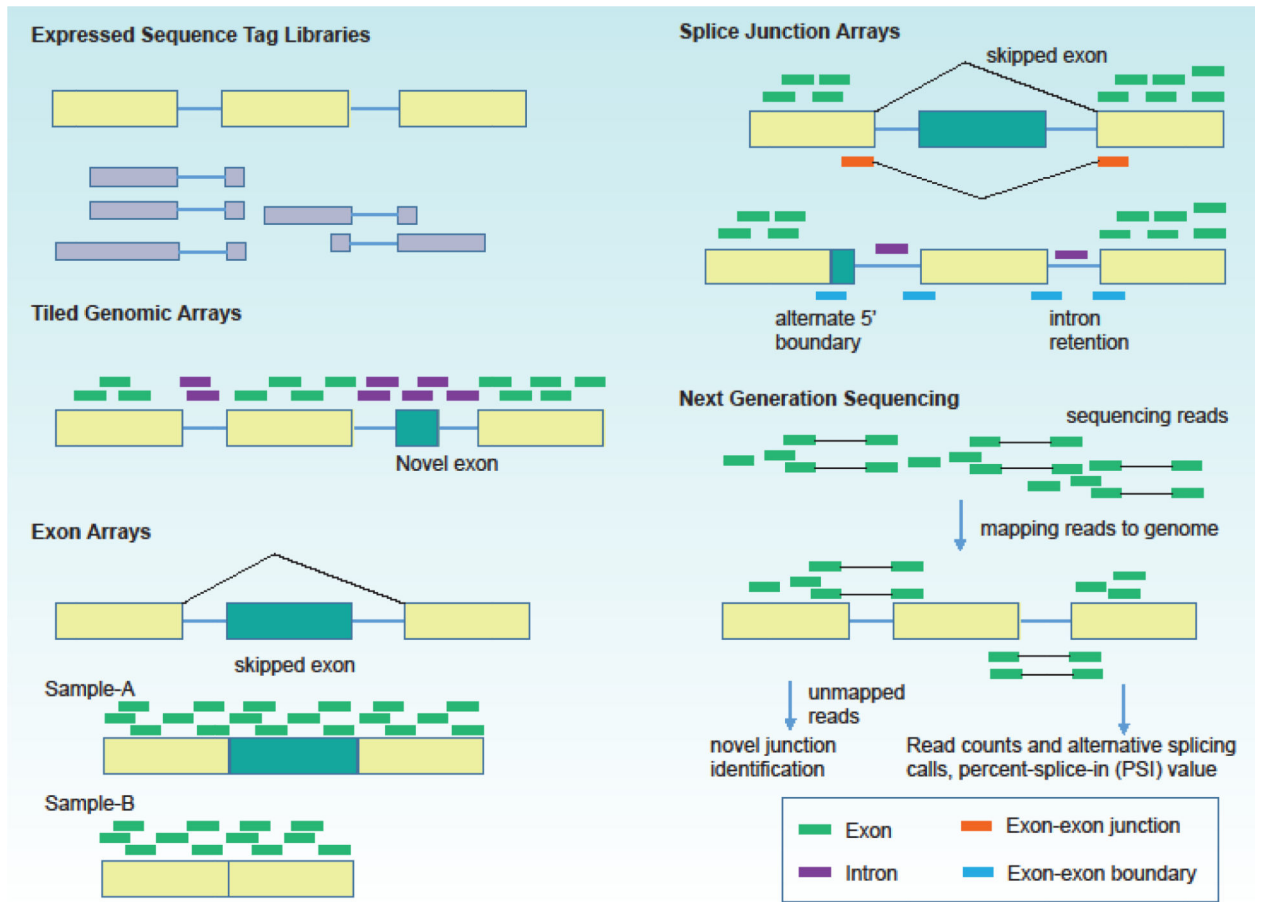 Expressed Sequence Tag Libraries
Tiled Genomic Arrays
Novel exon
Exon Arrays
skipped exon
Sample-A
Sample-B
Splice Junction Arrays
skipped exon
alternate 5'
boundary
intron
retention
Next Generation Sequencing
sequencing reads
mapping reads to genome
unmapped
reads
novel junction
identification
Read counts and alternative splicing
calls, percent-splice-in (PSI) value
Exon
Exon-exon junction
Intron
Exon-exon boundary